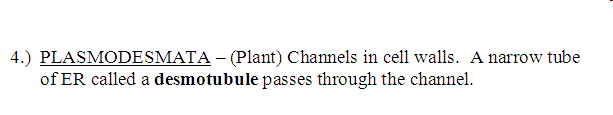 4.) PLASMODESMATA – (Plant) Channels in cell walls.  A narrow tube
of ER called a desmotubule passes through the channel.